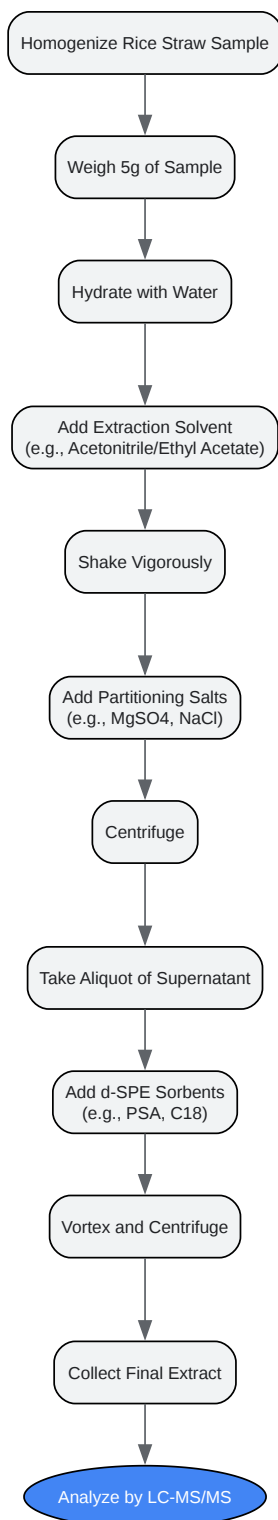 Homogenize Rice Straw Sample
Weigh 5g of Sample
Hydrate with Water
Add Extraction Solvent
(e.g., Acetonitrile/Ethyl Acetate)
Shake Vigorously
Add Partitioning Salts
(e.g., MgSO4, NaCl)
Centrifuge
Take Aliquot of Supernatant
Add d-SPE Sorbents
(e.g., PSA, C18)
Vortex and Centrifuge
Collect Final Extract
Analyze by LC-MS/MS